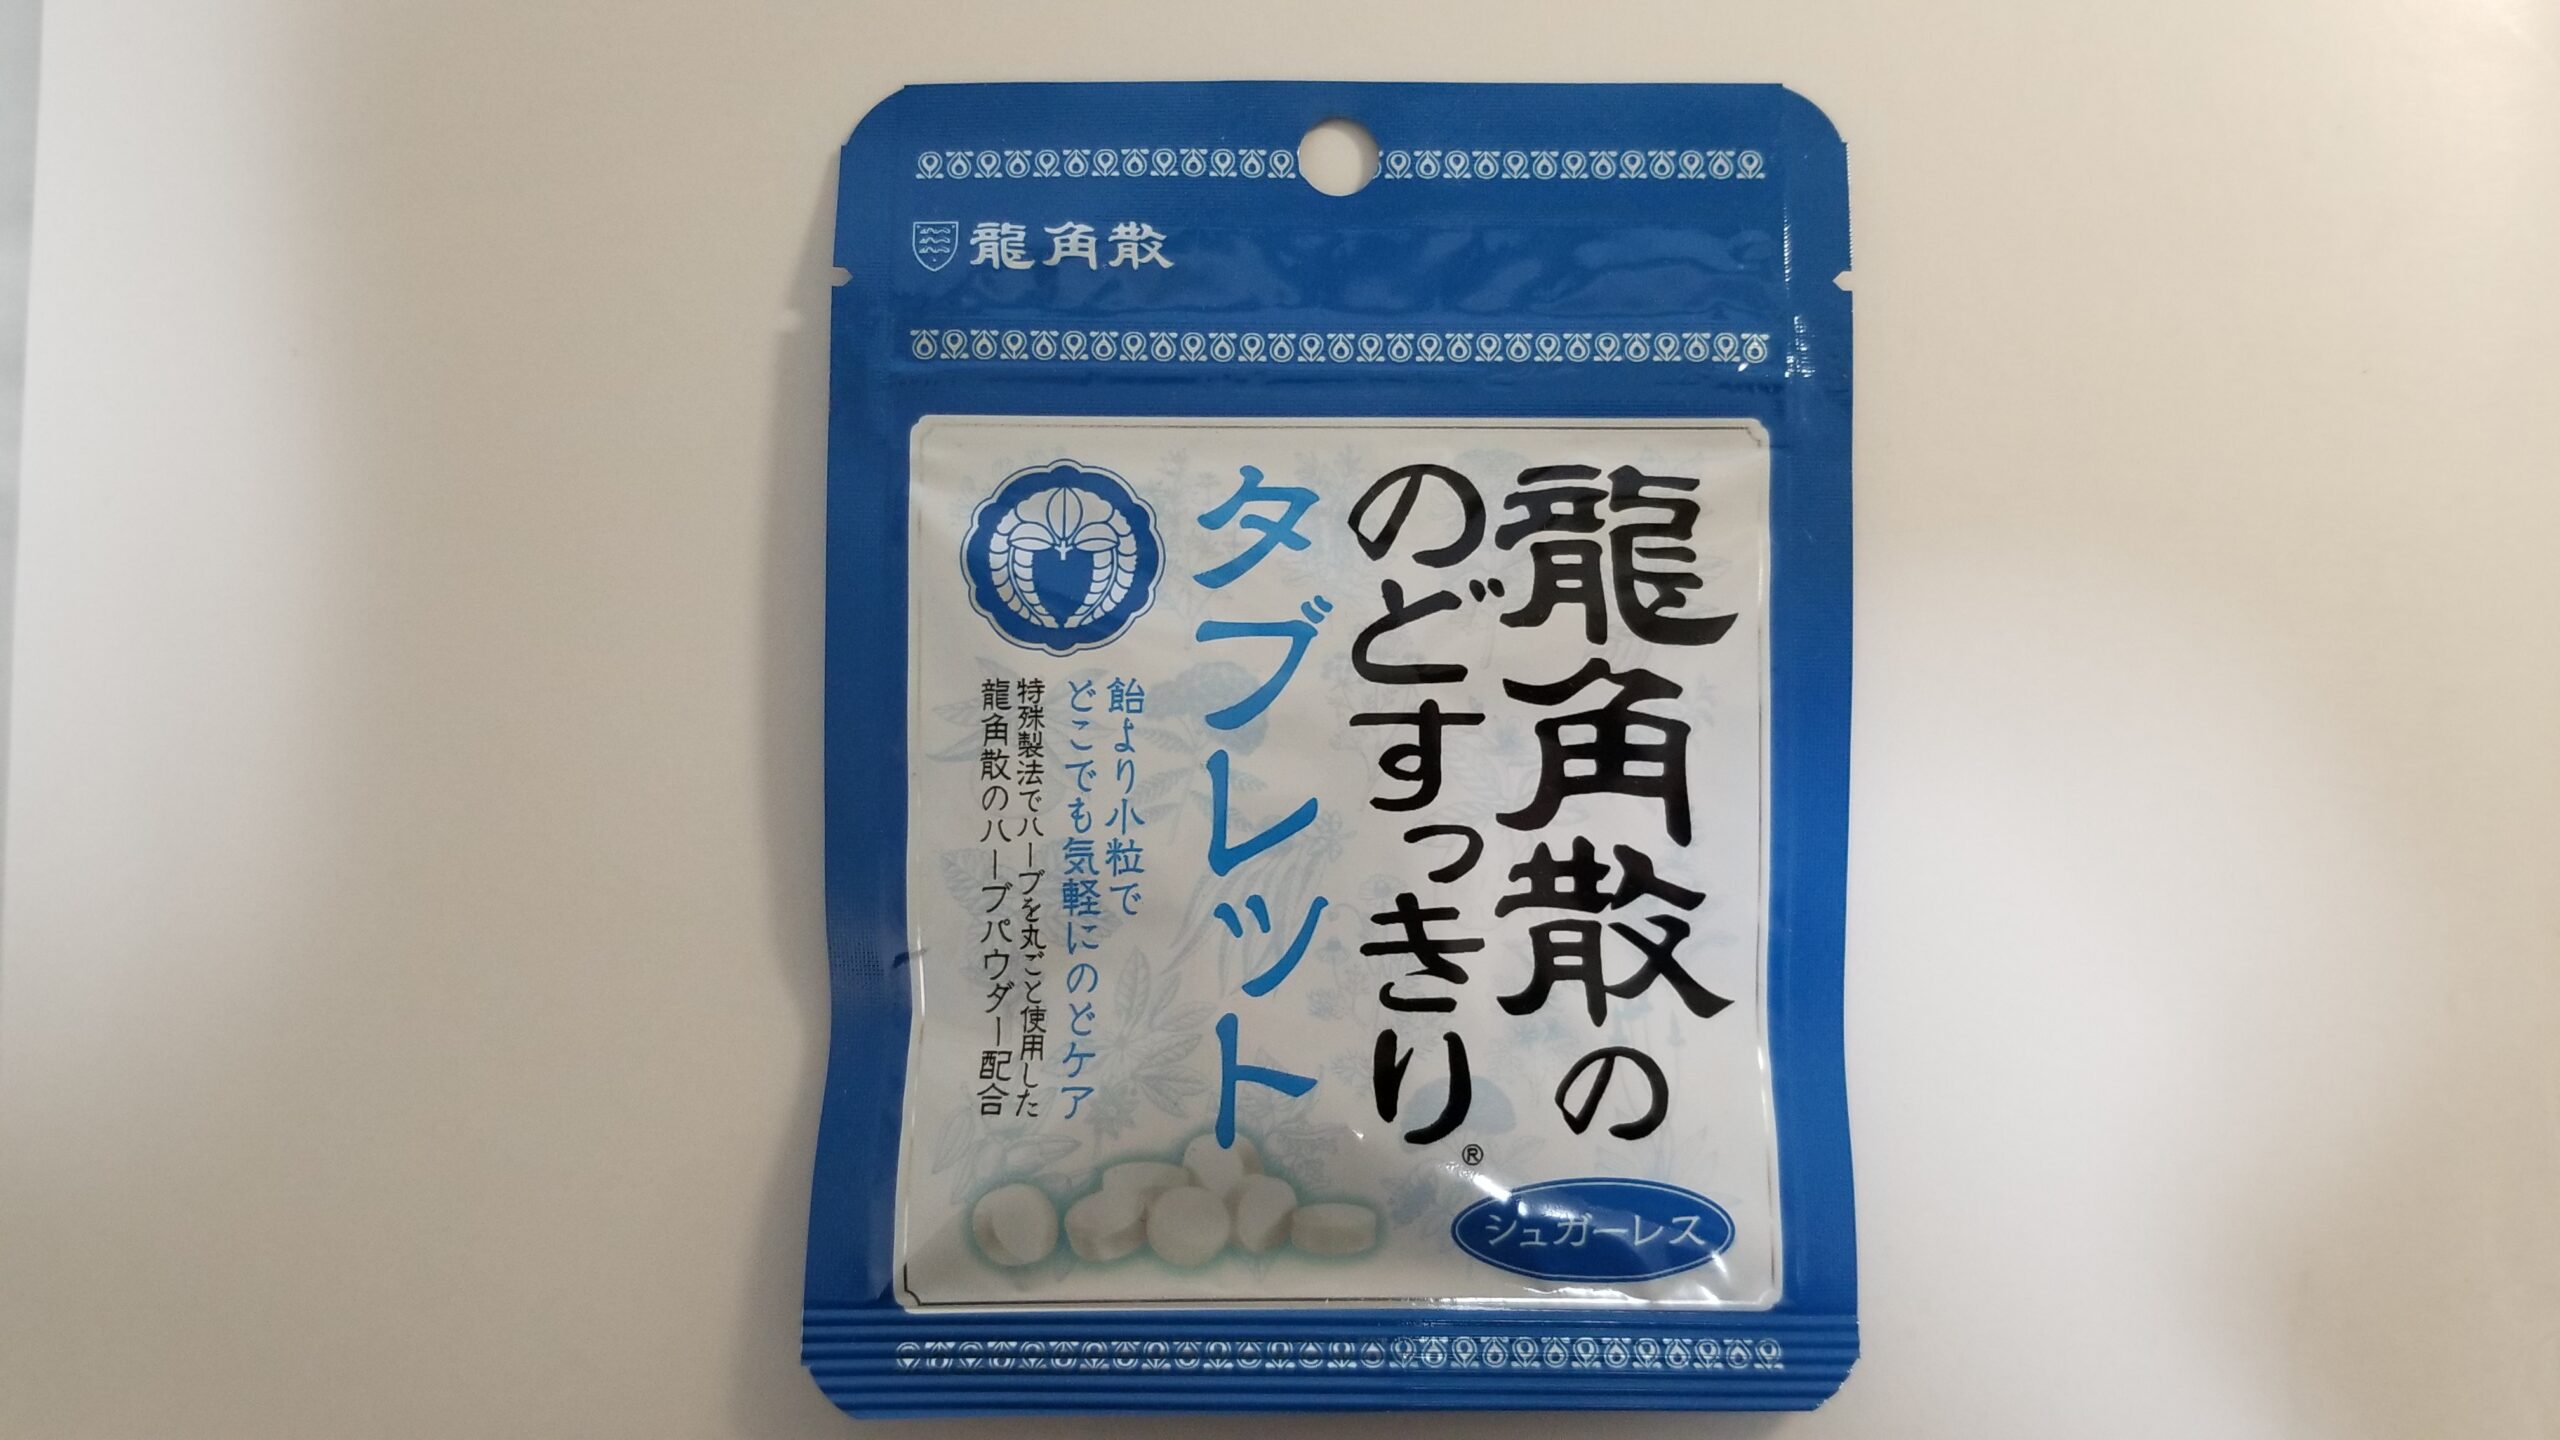 龍角散
龍角散の
のどすっきり®
タブレット
飴より小粒で
どこでも気軽にのどケア
特殊製法でハーブを丸ごと使用した
龍角散のハーブパウダー配合
シュガーレス